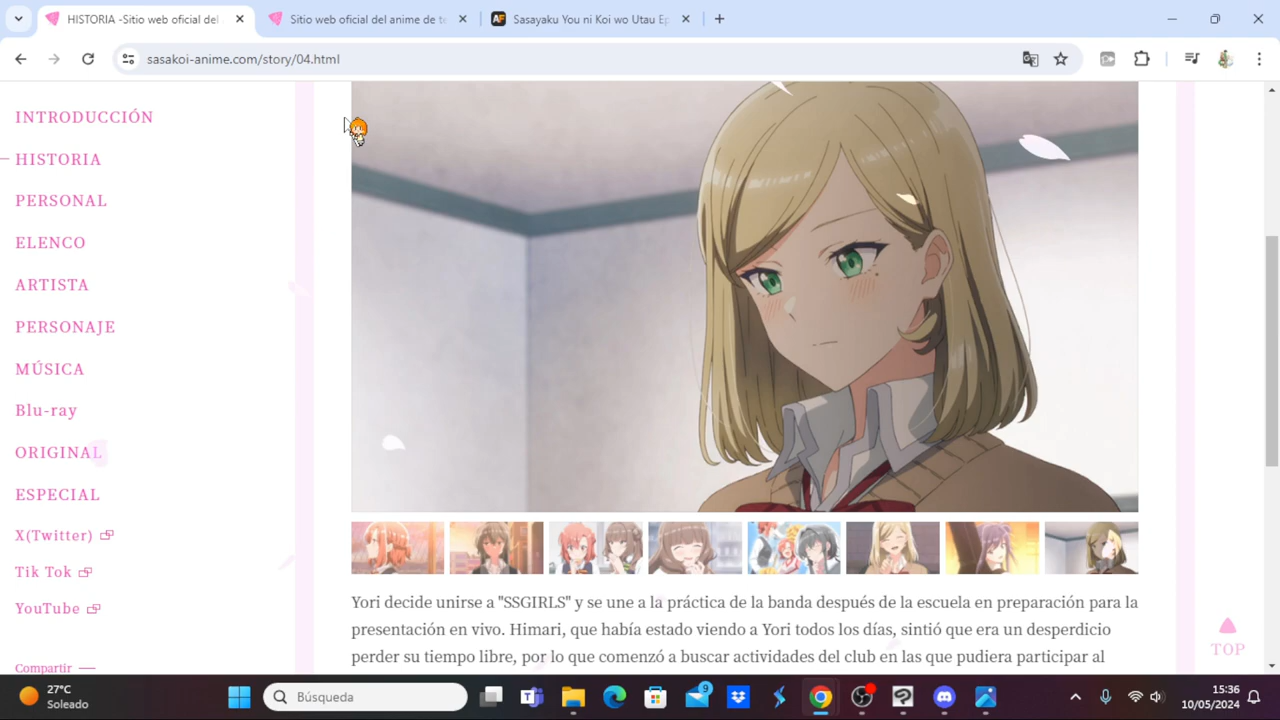 HISTORIA -Sitio web oficial del
Sitio web oficial del anime de te
AF
Sasayaku You ni Koi wo Utau Ep
sasakoi-anime.com/story/04.html
INTRODUCCIÓN
HISTORIA
PERSONAL
ELENCO
ARTISTA
PERSONAJE
MÚSICA
Blu-ray
ORIGINAL
ESPECIAL
X(Twitter)
Tik Tok
YouTube
Compartir
Yori decide unirse a "SSGIRLS" y se une a la práctica de la banda después de la escuela en preparación para la
presentación en vivo. Himari, que había estado viendo a Yori todos los días, sintió que era un desperdicio
perder su tiempo libre, por lo que comenzó a buscar actividades del club en las que pudiera participar al
TOP
27°C
Soleado
Búsqueda
9
15:36
10/05/2024